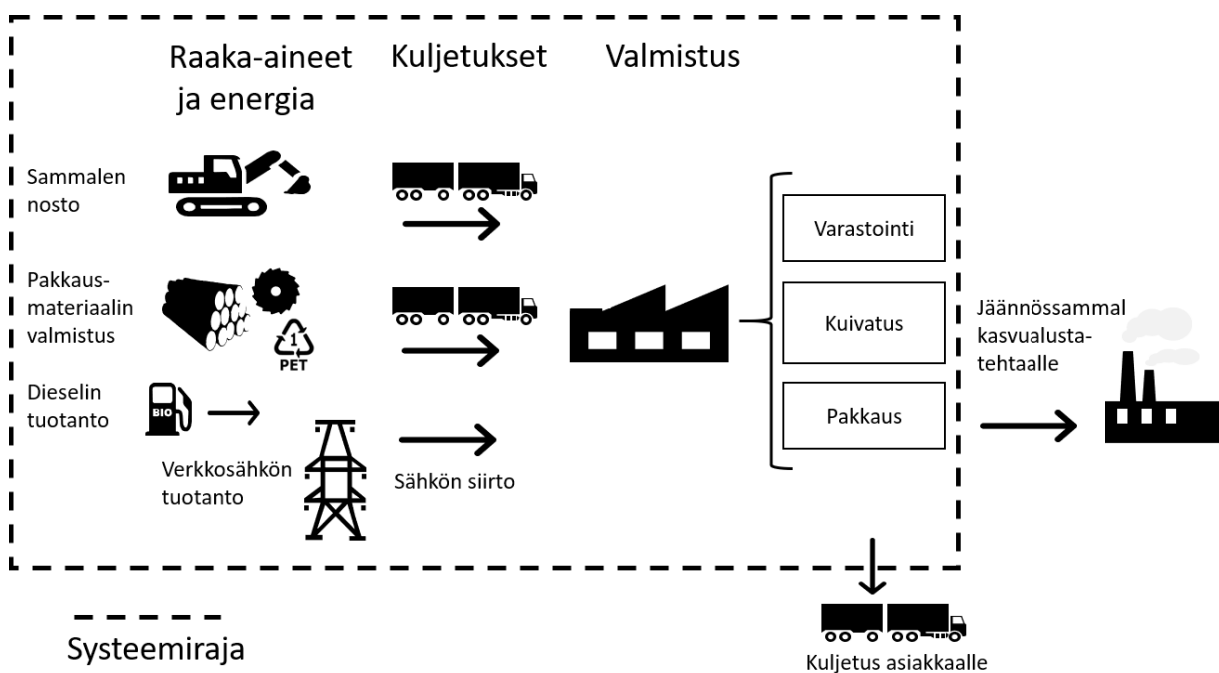 Raaka-aineet
ja energia
Kuljetukset
Valmistus
Sammalen
nosto
Pakkaus-
materiaalin
valmistus
1
PET
Dieselin
tuotanto
BIO
Verkkosähkön
tuotanto
Sähkön siirto
Varastointi
Kuivatus
Pakkaus
Jäännössammal
kasvualusta-
tehtaalle
Kuljetus asiakkaalle
Systeemiraja